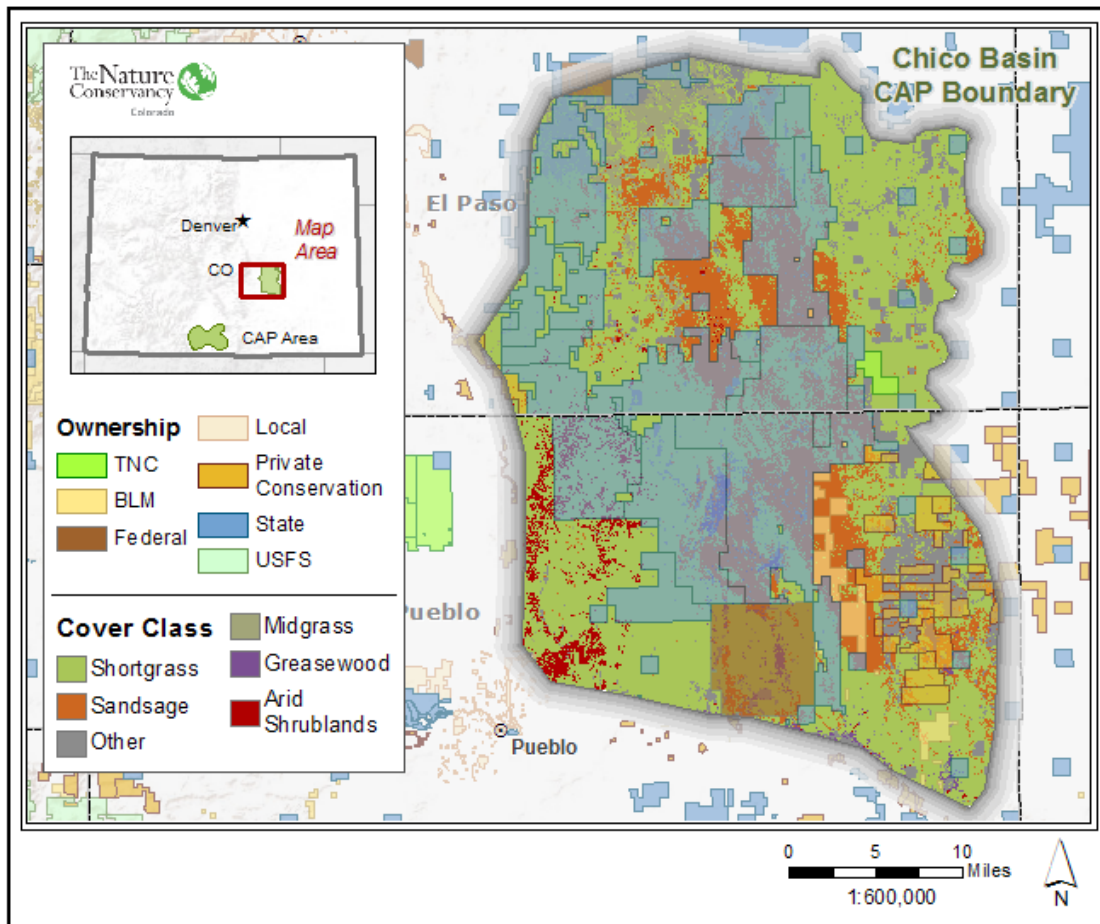 The Nature
Conservancy
Colorado
Denver
Map
Area
CO
CAP Area
Ownership
TNC
BLM
Federal
Local
Private
Conservation
State
USFS
Cover Class
Shortgrass
Sandsage
Other
Midgrass
Greasewood
Arid
Shrublands
Chico Basin
CAP Boundary
El Paso
Pueblo
Pueblo
0 5 10
Miles
1:600,000
N